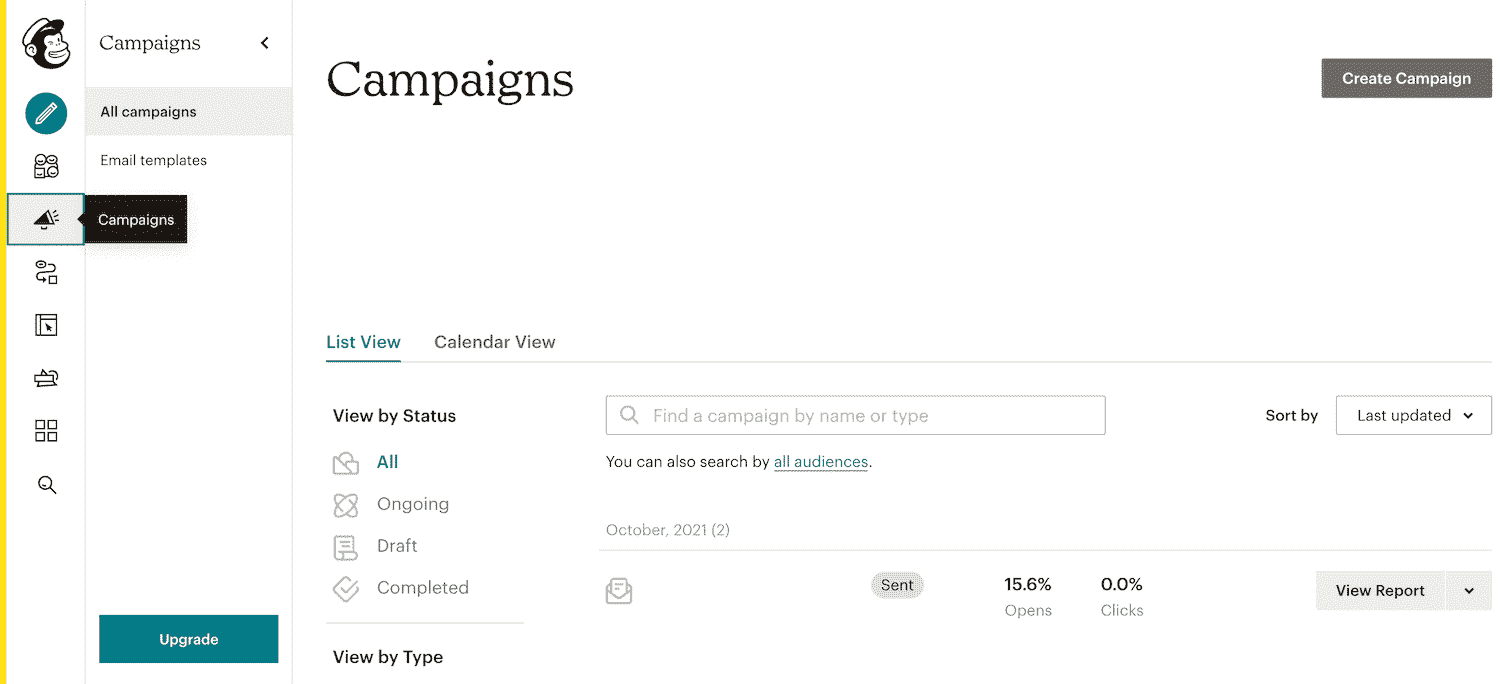 Campaigns
All campaigns
Email templates
Campaigns
Upgrade
Campaigns
Create Campaign
List View
Calendar View
View by Status
All
Ongoing
Draft
Completed
View by Type
Find a campaign by name or type
Sort by
Last updated
You can also search by all audiences.
October, 2021 (2)
Sent
15.6%
Opens
0.0%
Clicks
View Report